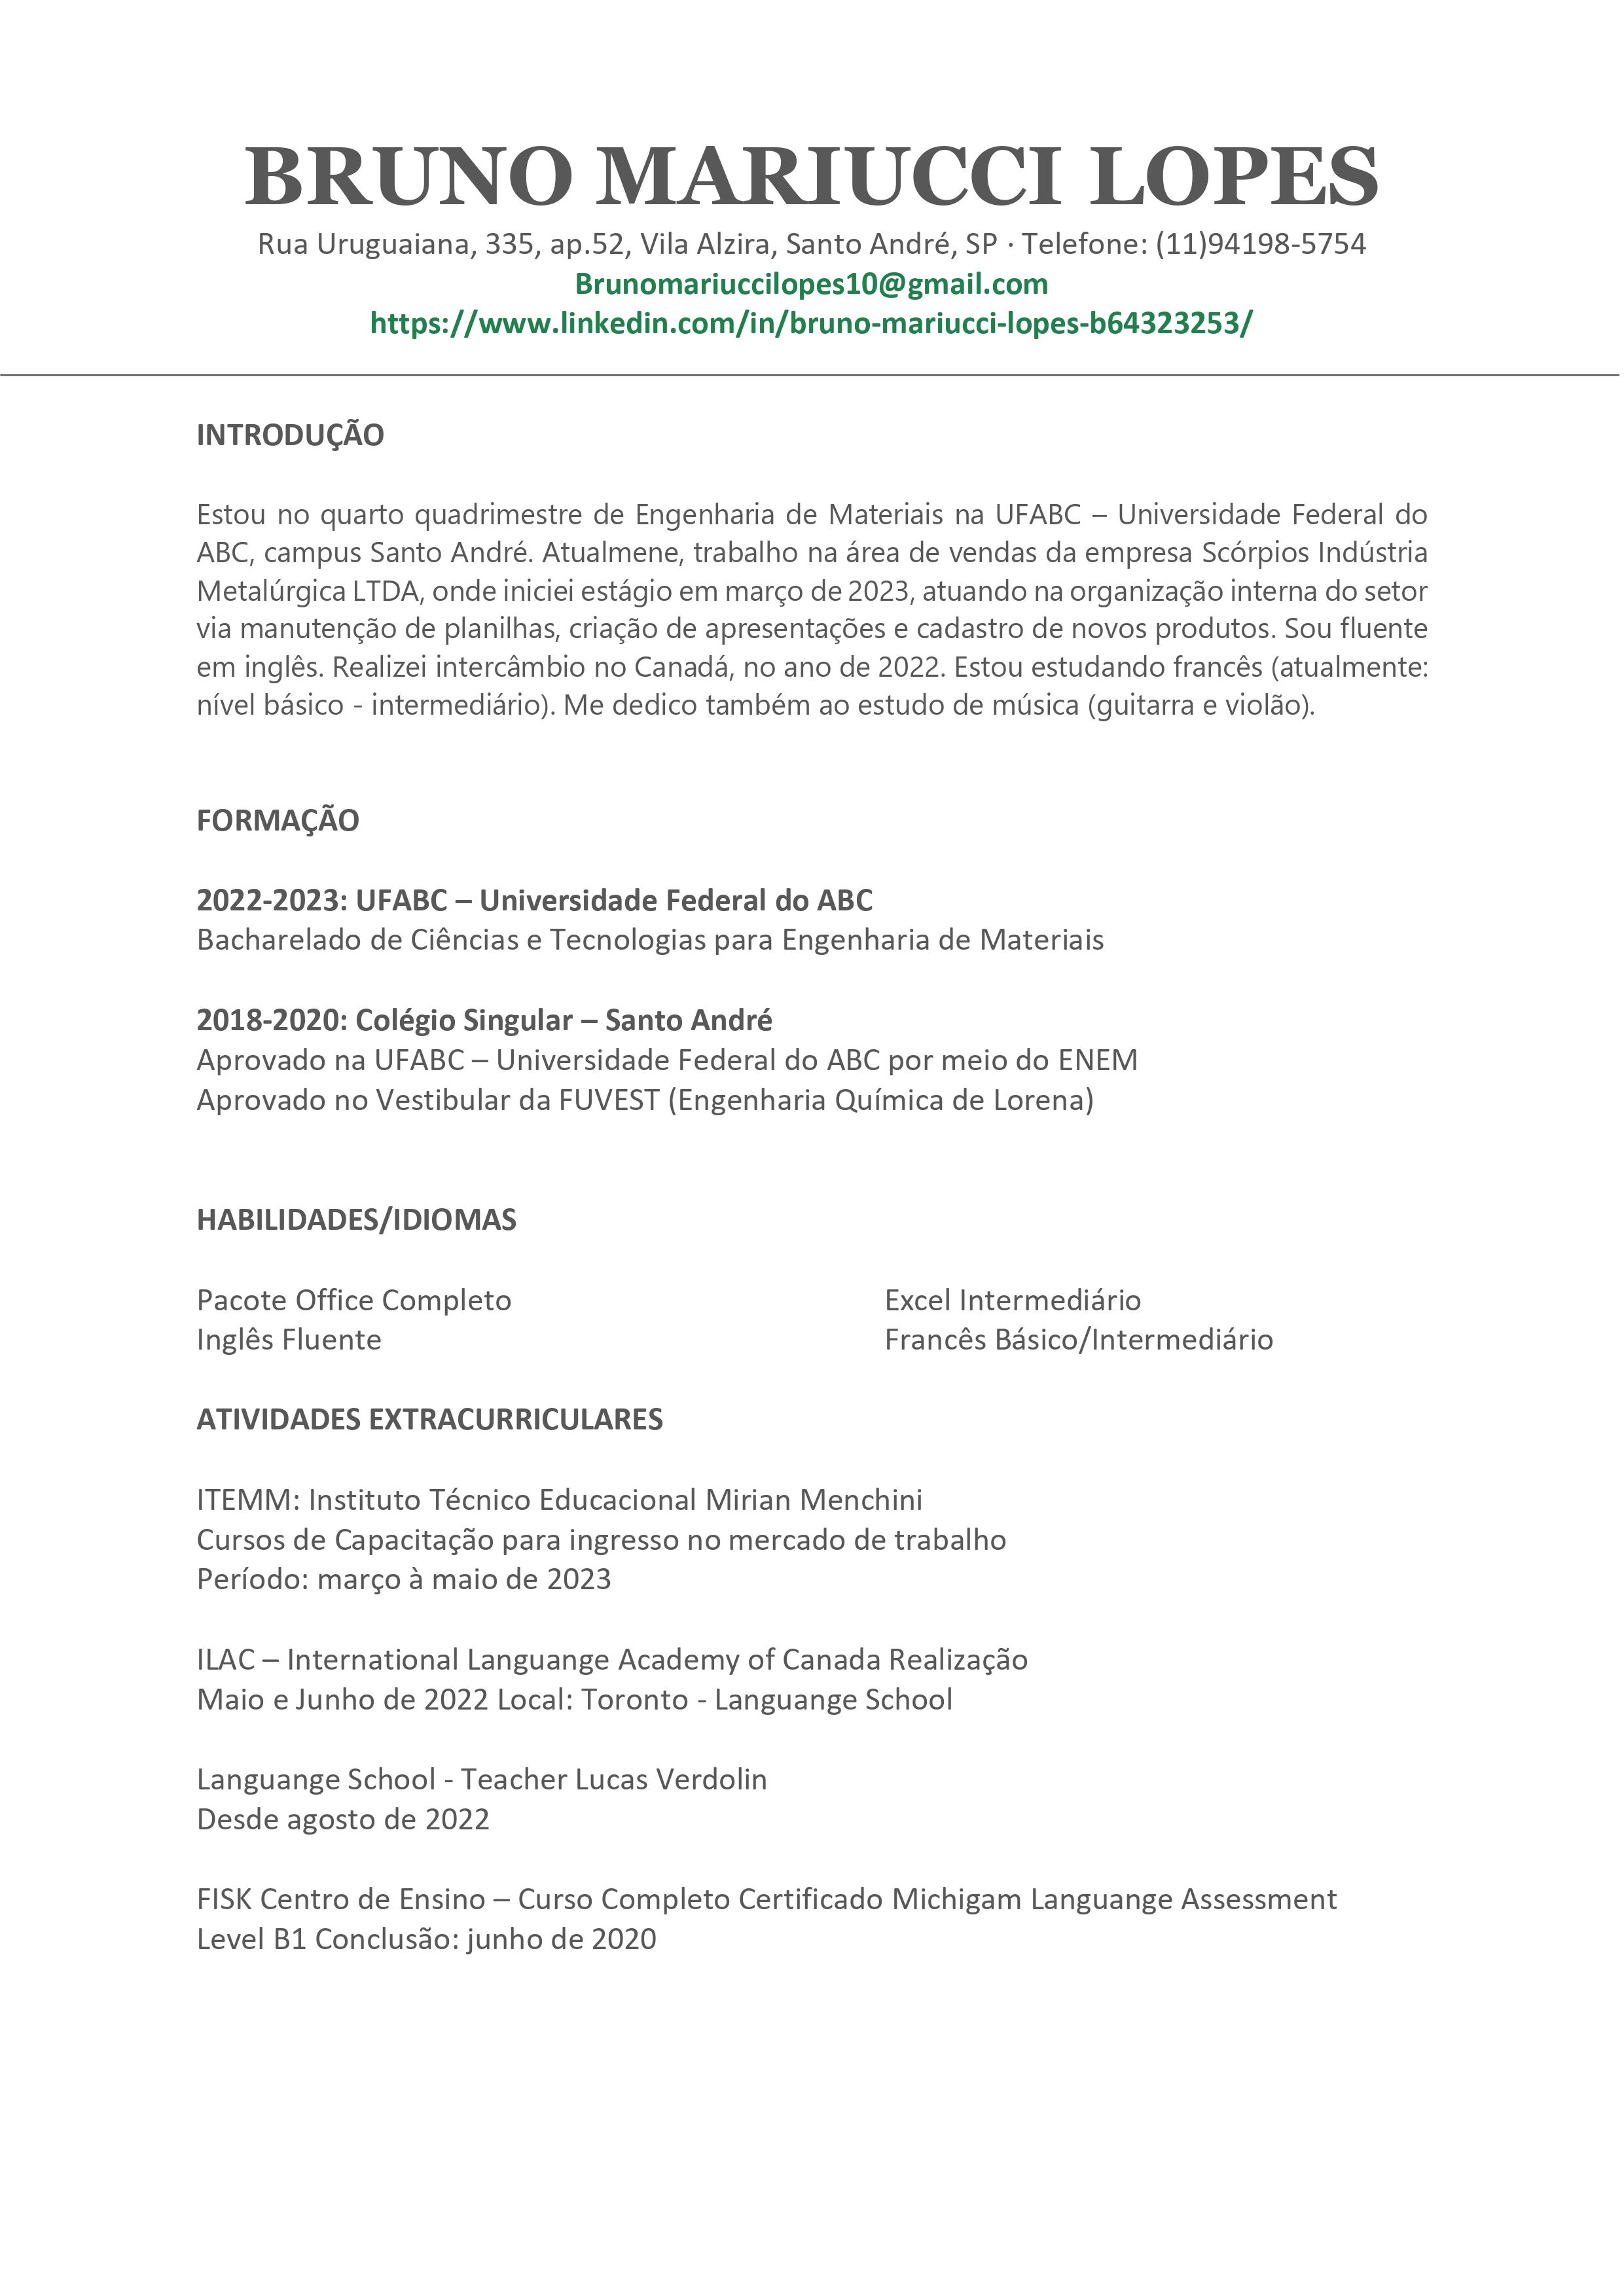 BRUNO MARIUCCI LOPES
Rua Uruguaiana, 335, ap.52, Vila Alzira, Santo André, SP · Telefone: (11)94198-5754
Brunomariuccilopes10@gmail.com
https://www.linkedin.com/in/bruno-mariucci-lopes-b64323253/
INTRODUÇÃO
Estou no quarto quadrimestre de Engenharia de Materiais na UFABC – Universidade Federal do
ABC, campus Santo André. Atualmene, trabalho na área de vendas da empresa Scórpios Indústria
Metalúrgica LTDA, onde iniciei estágio em março de 2023, atuando na organização interna do setor
via manutenção de planilhas, criação de apresentações e cadastro de novos produtos. Sou fluente
em inglês. Realizei intercâmbio no Canadá, no ano de 2022. Estou estudando francês (atualmente:
nível básico - intermediário). Me dedico também ao estudo de música (guitarra e violão).
FORMAÇÃO
2022-2023: UFABC – Universidade Federal do ABC
Bacharelado de Ciências e Tecnologias para Engenharia de Materiais
2018-2020: Colégio Singular – Santo André
Aprovado na UFABC – Universidade Federal do ABC por meio do ENEM
Aprovado no Vestibular da FUVEST (Engenharia Química de Lorena)
HABILIDADES/IDIOMAS
Pacote Office Completo Excel Intermediário
Inglês Fluente Francês Básico/Intermediário
ATIVIDADES EXTRACURRICULARES
ITEMM: Instituto Técnico Educacional Mirian Menchini
Cursos de Capacitação para ingresso no mercado de trabalho
Período: março à maio de 2023
ILAC – International Languange Academy of Canada Realização
Maio e Junho de 2022 Local: Toronto - Languange School
Languange School - Teacher Lucas Verdolin
Desde agosto de 2022
FISK Centro de Ensino – Curso Completo Certificado Michigam Languange Assessment
Level B1 Conclusão: junho de 2020